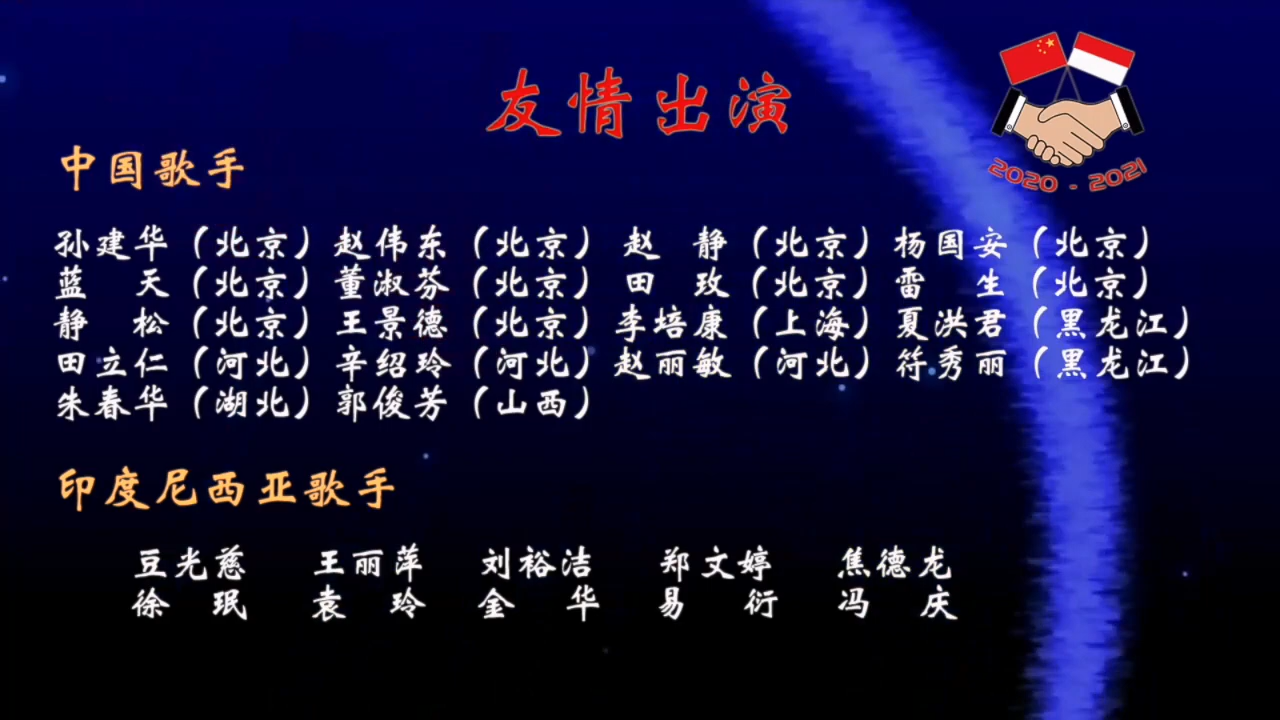 友情出演
2020 - 2021
中国歌手
孙建华（北京） 赵伟东（北京） 赵　静（北京） 杨国安（北京）
蓝　天（北京） 董淑芬（北京） 田　玫（北京） 雷　生（北京）
静　松（北京） 王景德（北京） 李培康（上海） 夏洪君（黑龙江）
田立仁（河北） 辛绍玲（河北） 赵丽敏（河北） 符秀丽（黑龙江）
朱春华（湖北） 郭俊芳（山西）
印度尼西亚歌手
豆光慈 王丽萍 刘裕洁 郑文婷 焦德龙
徐　珉 袁　玲 金　华 易　衍 冯　庆